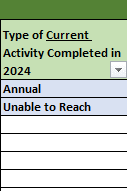 Type of Current
Activity Completed in
2024
Annual
Unable to Reach